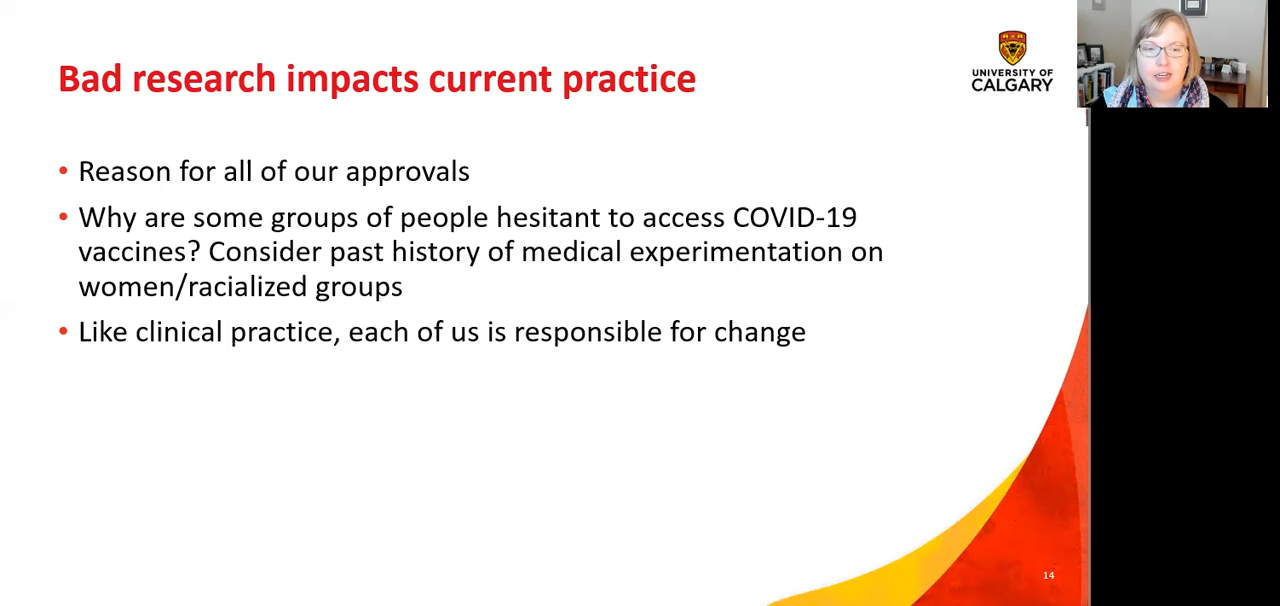 Bad research impacts current practice
UNIVERSITY OF
CALGARY
• Reason for all of our approvals
• Why are some groups of people hesitant to access COVID-19
vaccines? Consider past history of medical experimentation on
women/racialized groups
• Like clinical practice, each of us is responsible for change
14